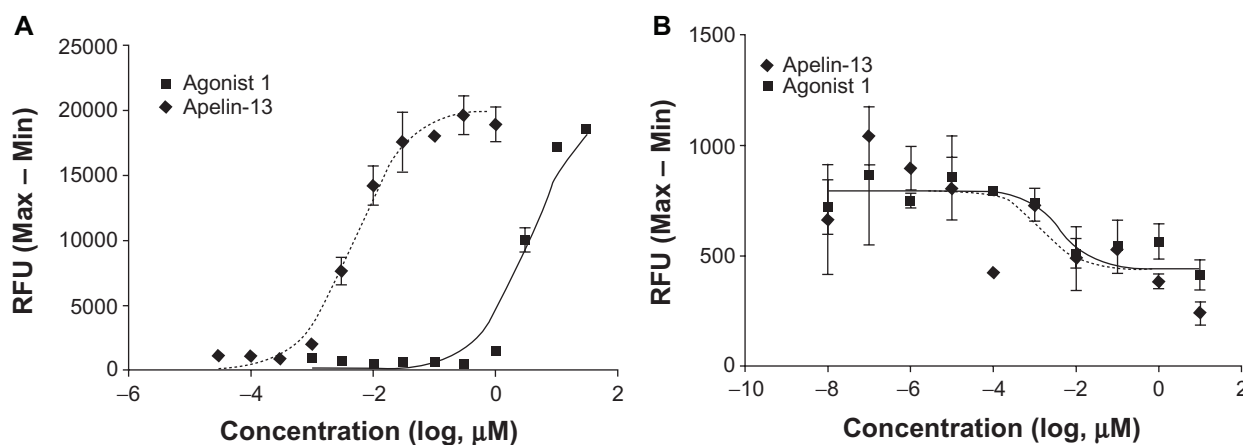 A
25000
20000
15000
10000
5000
0
RFU (Max – Min)
Agonist 1
Apelin-13
–6
–4
–2
0
2
Concentration (log, μM)
B
1500
1000
500
0
RFU (Max – Min)
Apelin-13
Agonist 1
–10
–8
–6
–4
–2
0
2
Concentration (log, μM)